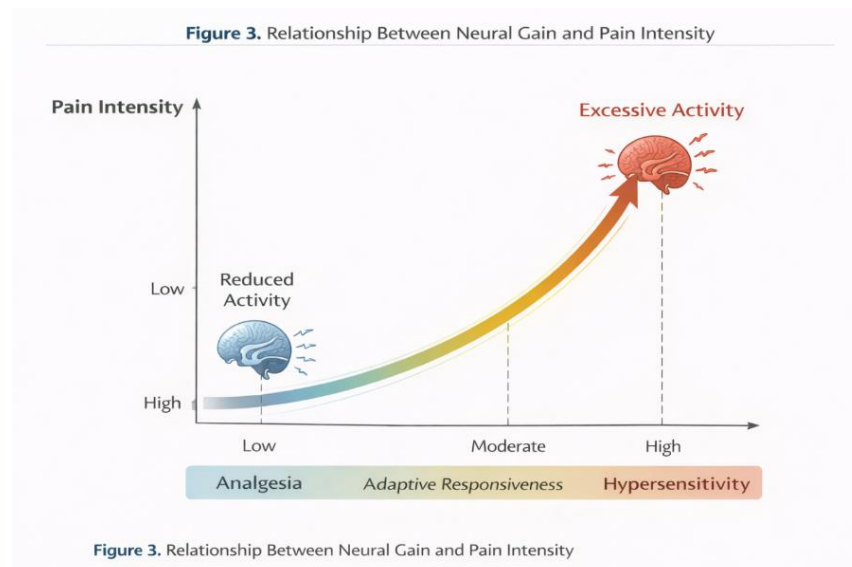 Figure 3. Relationship Between Neural Gain and Pain Intensity
Pain Intensity
Excessive Activity
Reduced
Activity
Low
High
Low Moderate High
Analgesia Adaptive Responsiveness Hypersensitivity
Figure 3. Relationship Between Neural Gain and Pain Intensity